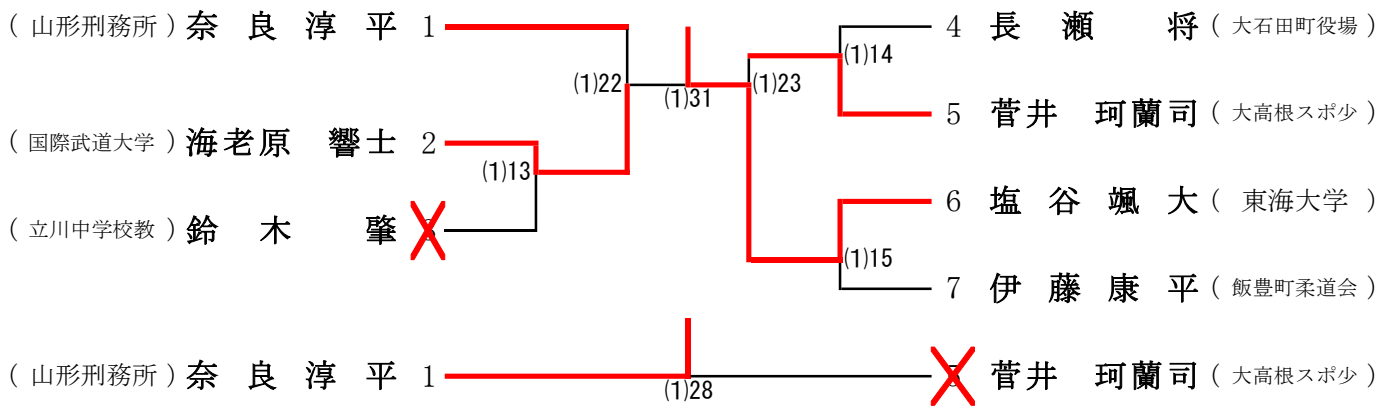 ( 山形刑務所 ) 奈良淳平 1
4 長瀬 将 ( 大石田町役場 )
(1)14
(1)22
(1)31
(1)23
5 菅井 珂蘭司 ( 大高根スポ少 )
( 国際武道大学 ) 海老原 響士 2
(1)13
6 塩谷颯大 ( 東海大学 )
( 立川中学校教 ) 鈴木 肇
(1)15
7 伊藤康平 ( 飯豊町柔道会 )
( 山形刑務所 ) 奈良淳平 1
(1)28
菅井 珂蘭司 ( 大高根スポ少 )